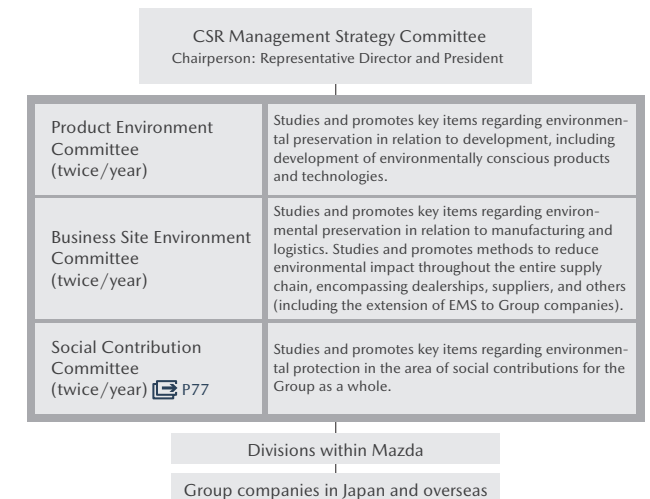 CSR Management Strategy Committee
Chairperson: Representative Director and President
Product Environment
Committee
(twice/year)
Studies and promotes key items regarding environmen-
tal preservation in relation to development, including
development of environmentally conscious products
and technologies.
Business Site Environment
Committee
(twice/year)
Studies and promotes key items regarding environ-
mental preservation in relation to manufacturing and
logistics. Studies and promotes methods to reduce
environmental impact throughout the entire supply
chain, encompassing dealerships, suppliers, and others
(including the extension of EMS to Group companies).
Social Contribution
Committee
(twice/year) P77
Studies and promotes key items regarding environmen-
tal protection in the area of social contributions for the
Group as a whole.
Divisions within Mazda
Group companies in Japan and overseas